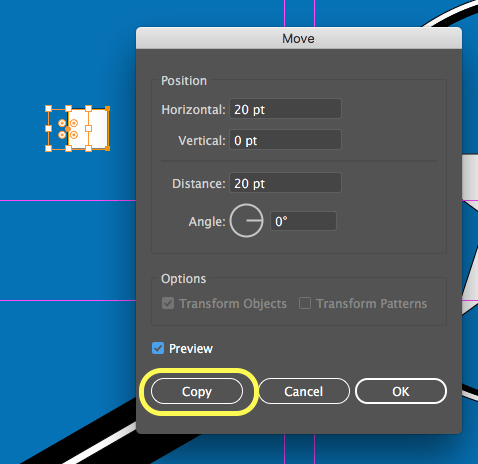 Move
Position
Horizontal: 20 pt
Vertical: 0 pt
Distance: 20 pt
Angle: 0°
Options
Transform Objects Transform Patterns
Preview
Copy Cancel OK